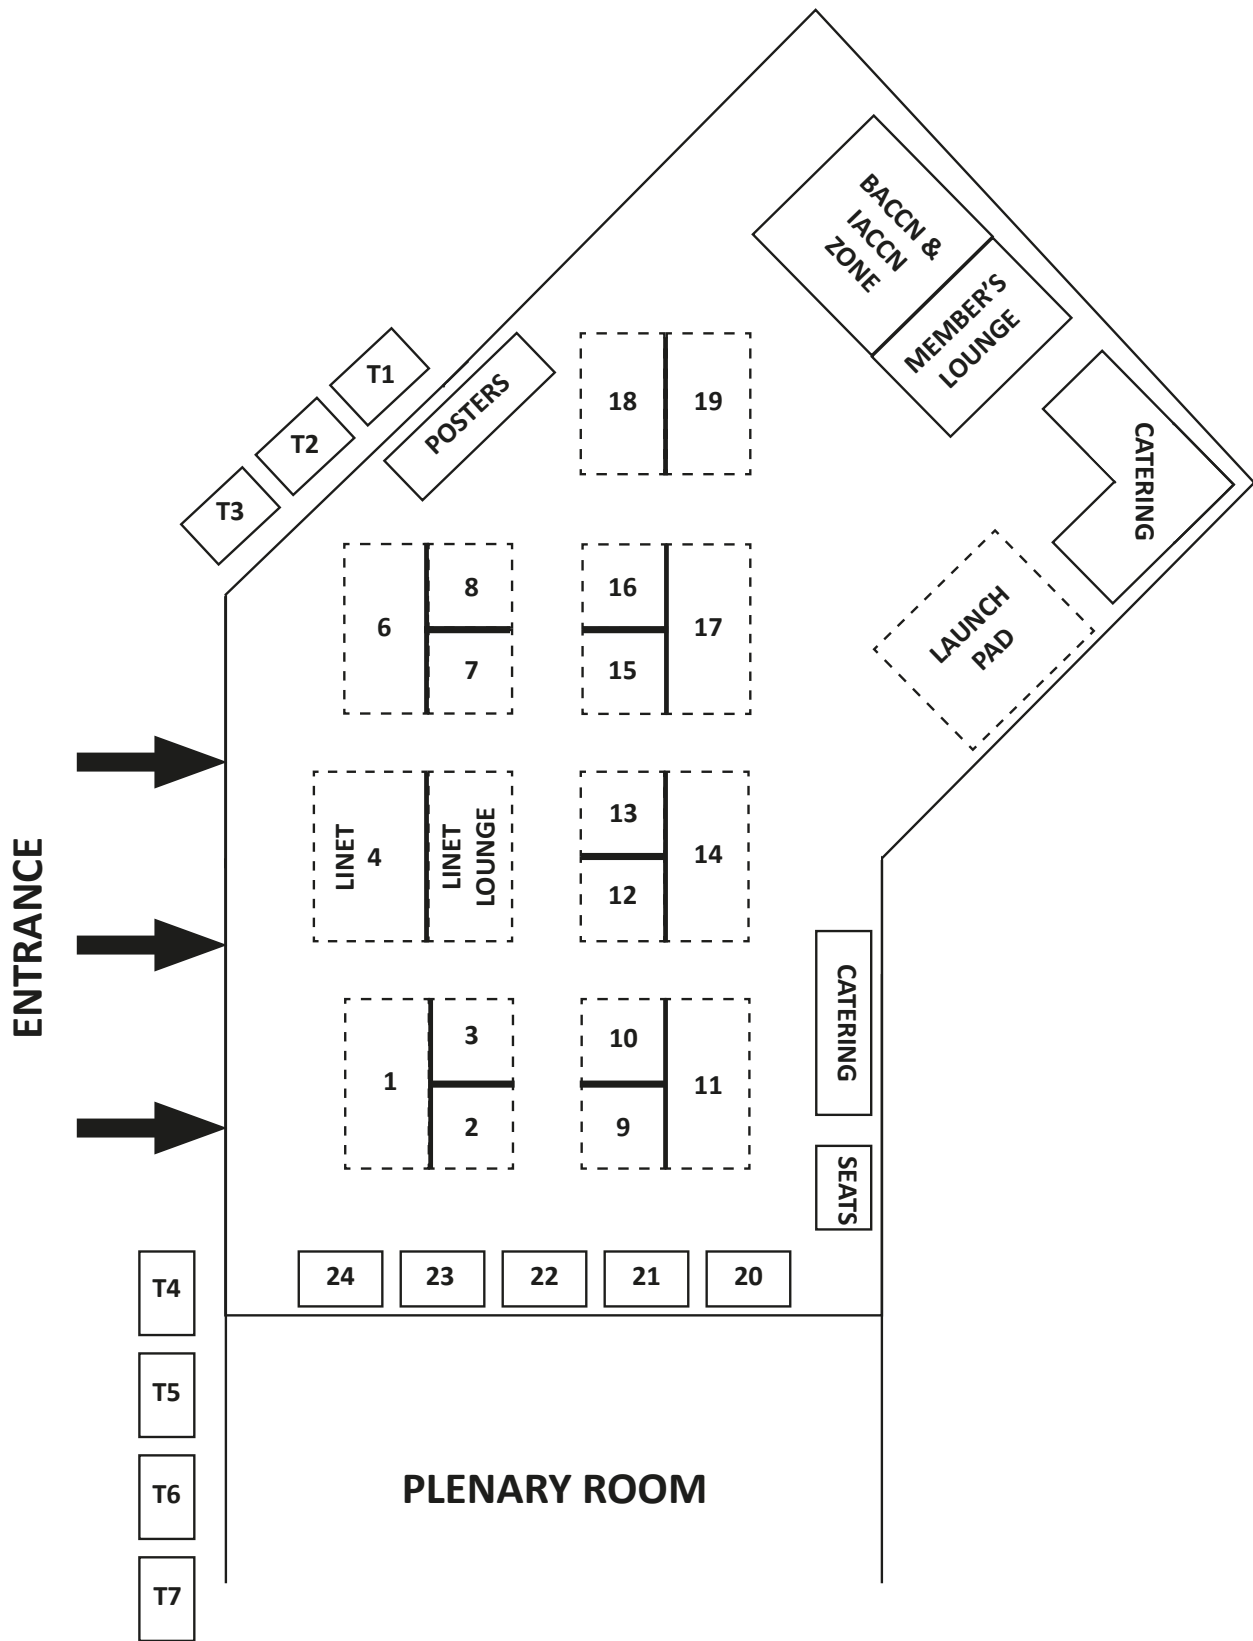 BACCN &
IACCN
ZONE
MEMBER'S
LOUNGE
CATERING
T1
T2
T3
POSTERS
18
19
LAUNCH
PAD
6
8
7
16
15
17
ENTRANCE
LINET
4
LINET
LOUNGE
13
12
14
CATERING
1
3
2
10
9
11
SEATS
24
23
22
21
20
T4
T5
T6
T7
PLENARY ROOM